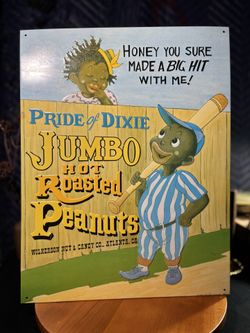 HONEY YOU SURE
MADE A BIG HIT
WITH ME!
PRIDE of DIXIE
JUMBO
HOT
Roasted
Peanuts
WILKERSON NUT & CANDY CO., ATLANTA, GA.